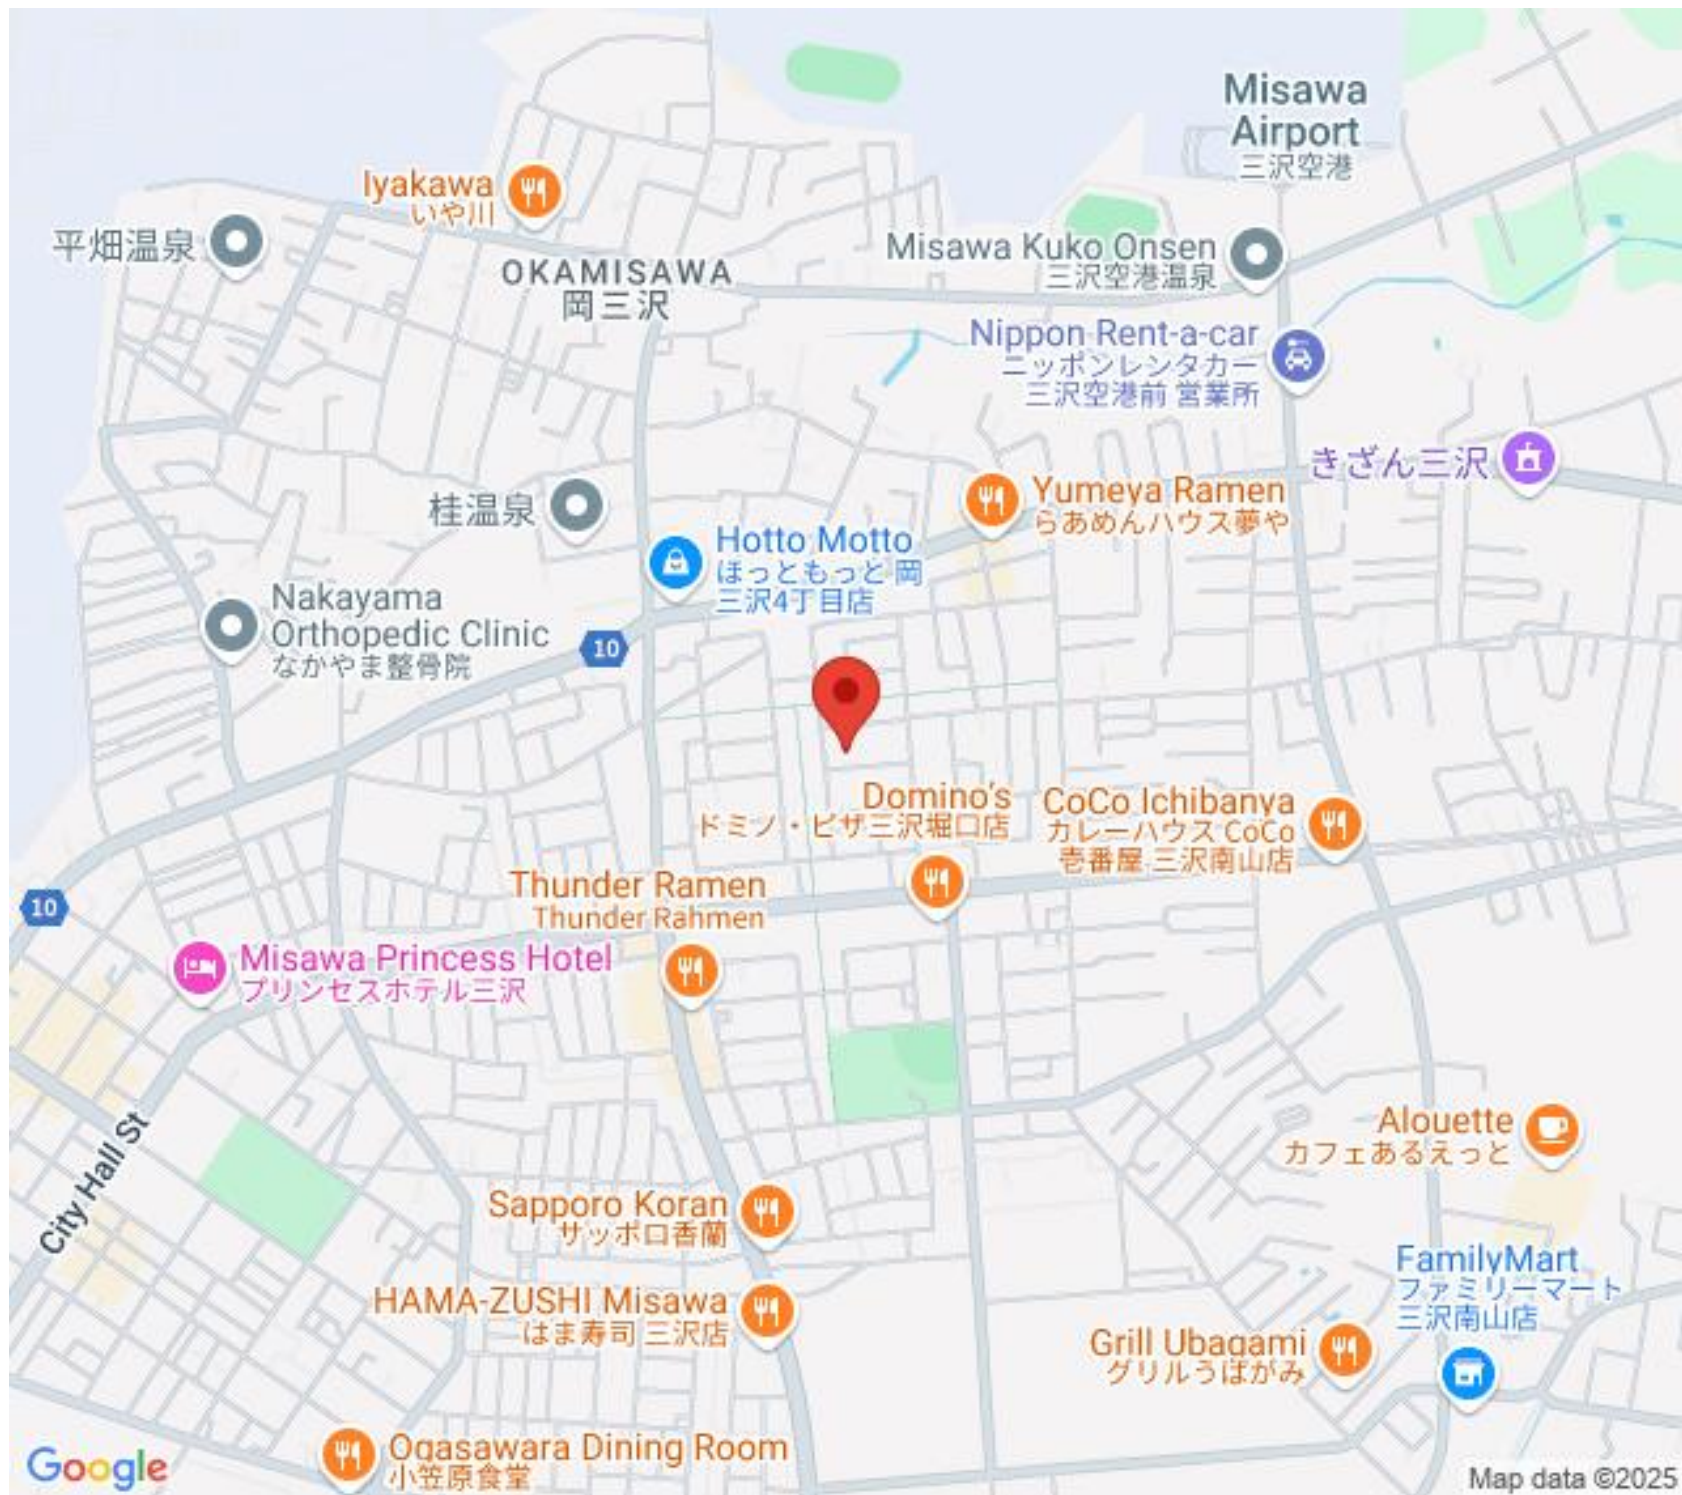 Misawa
Airport
三沢空港
Iyakawa
いや川
平畑温泉
OKAMISAWA
岡三沢
Misawa Kuko Onsen
三沢空港温泉
Nippon Rent-a-car
ニッポンレンタカー
三沢空港前 営業所
きざん三沢
桂温泉
Yumeya Ramen
らあめんハウス夢や
Hotto Motto
ほっともっと 岡
三沢4丁目店
Nakayama
Orthopedic Clinic
なかやま整骨院
10
Domino's
ドミノ・ピザ三沢堀口店
CoCo Ichibanya
カレーハウス CoCo
壱番屋 三沢南山店
Thunder Ramen
Thunder Rahmen
10
Misawa Princess Hotel
プリンセスホテル三沢
City Hall St
Alouette
カフェあるえっと
Sapporo Koran
サッポロ香蘭
FamilyMart
ファミリーマート
三沢南山店
HAMA-ZUSHI Misawa
はま寿司 三沢店
Grill Ubagami
グリルうばがみ
Ogasawara Dining Room
小笠原食堂
Google
Map data ©2025